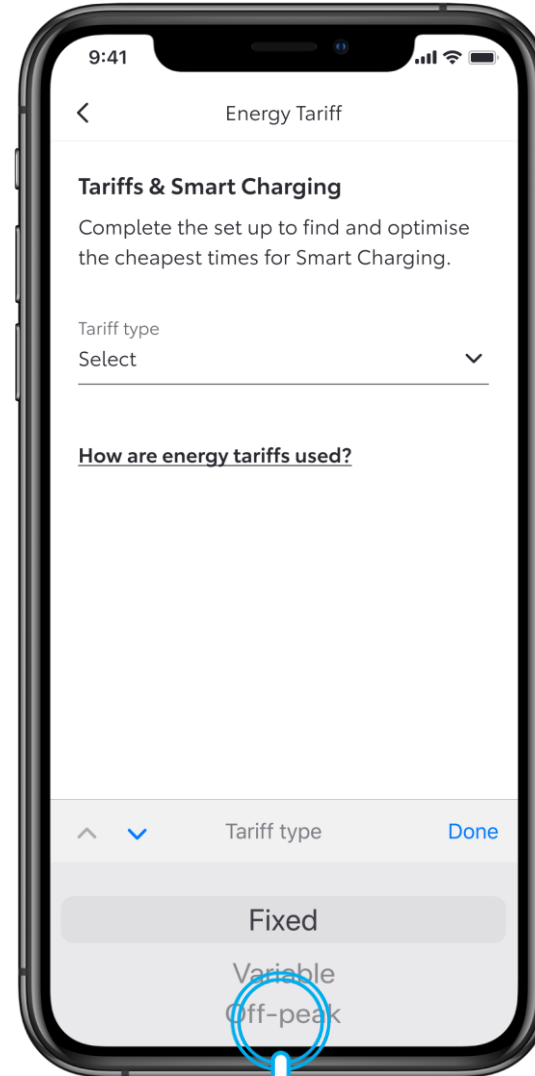 9:41
Energy Tariff
Tariffs & Smart Charging
Complete the set up to find and optimise
the cheapest times for Smart Charging.
Tariff type
Select
How are energy tariffs used?
Tariff type Done
Fixed
Variable
Off-peak